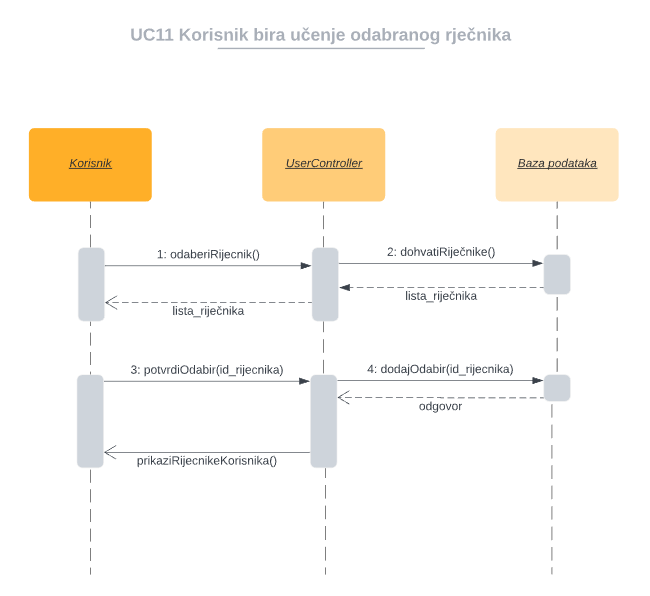 UC11 Korisnik bira učenje odabranog rječnika
Korisnik
UserController
Baza podataka
1: odaberiRijecnik()
2: dohvatiRiječnike()
lista_riječnika
lista_riječnika
3: potvrdiOdabir(id_rijecnika)
4: dodajOdabir(id_rijecnika)
odgovor
prikaziRijecnikeKorisnika()